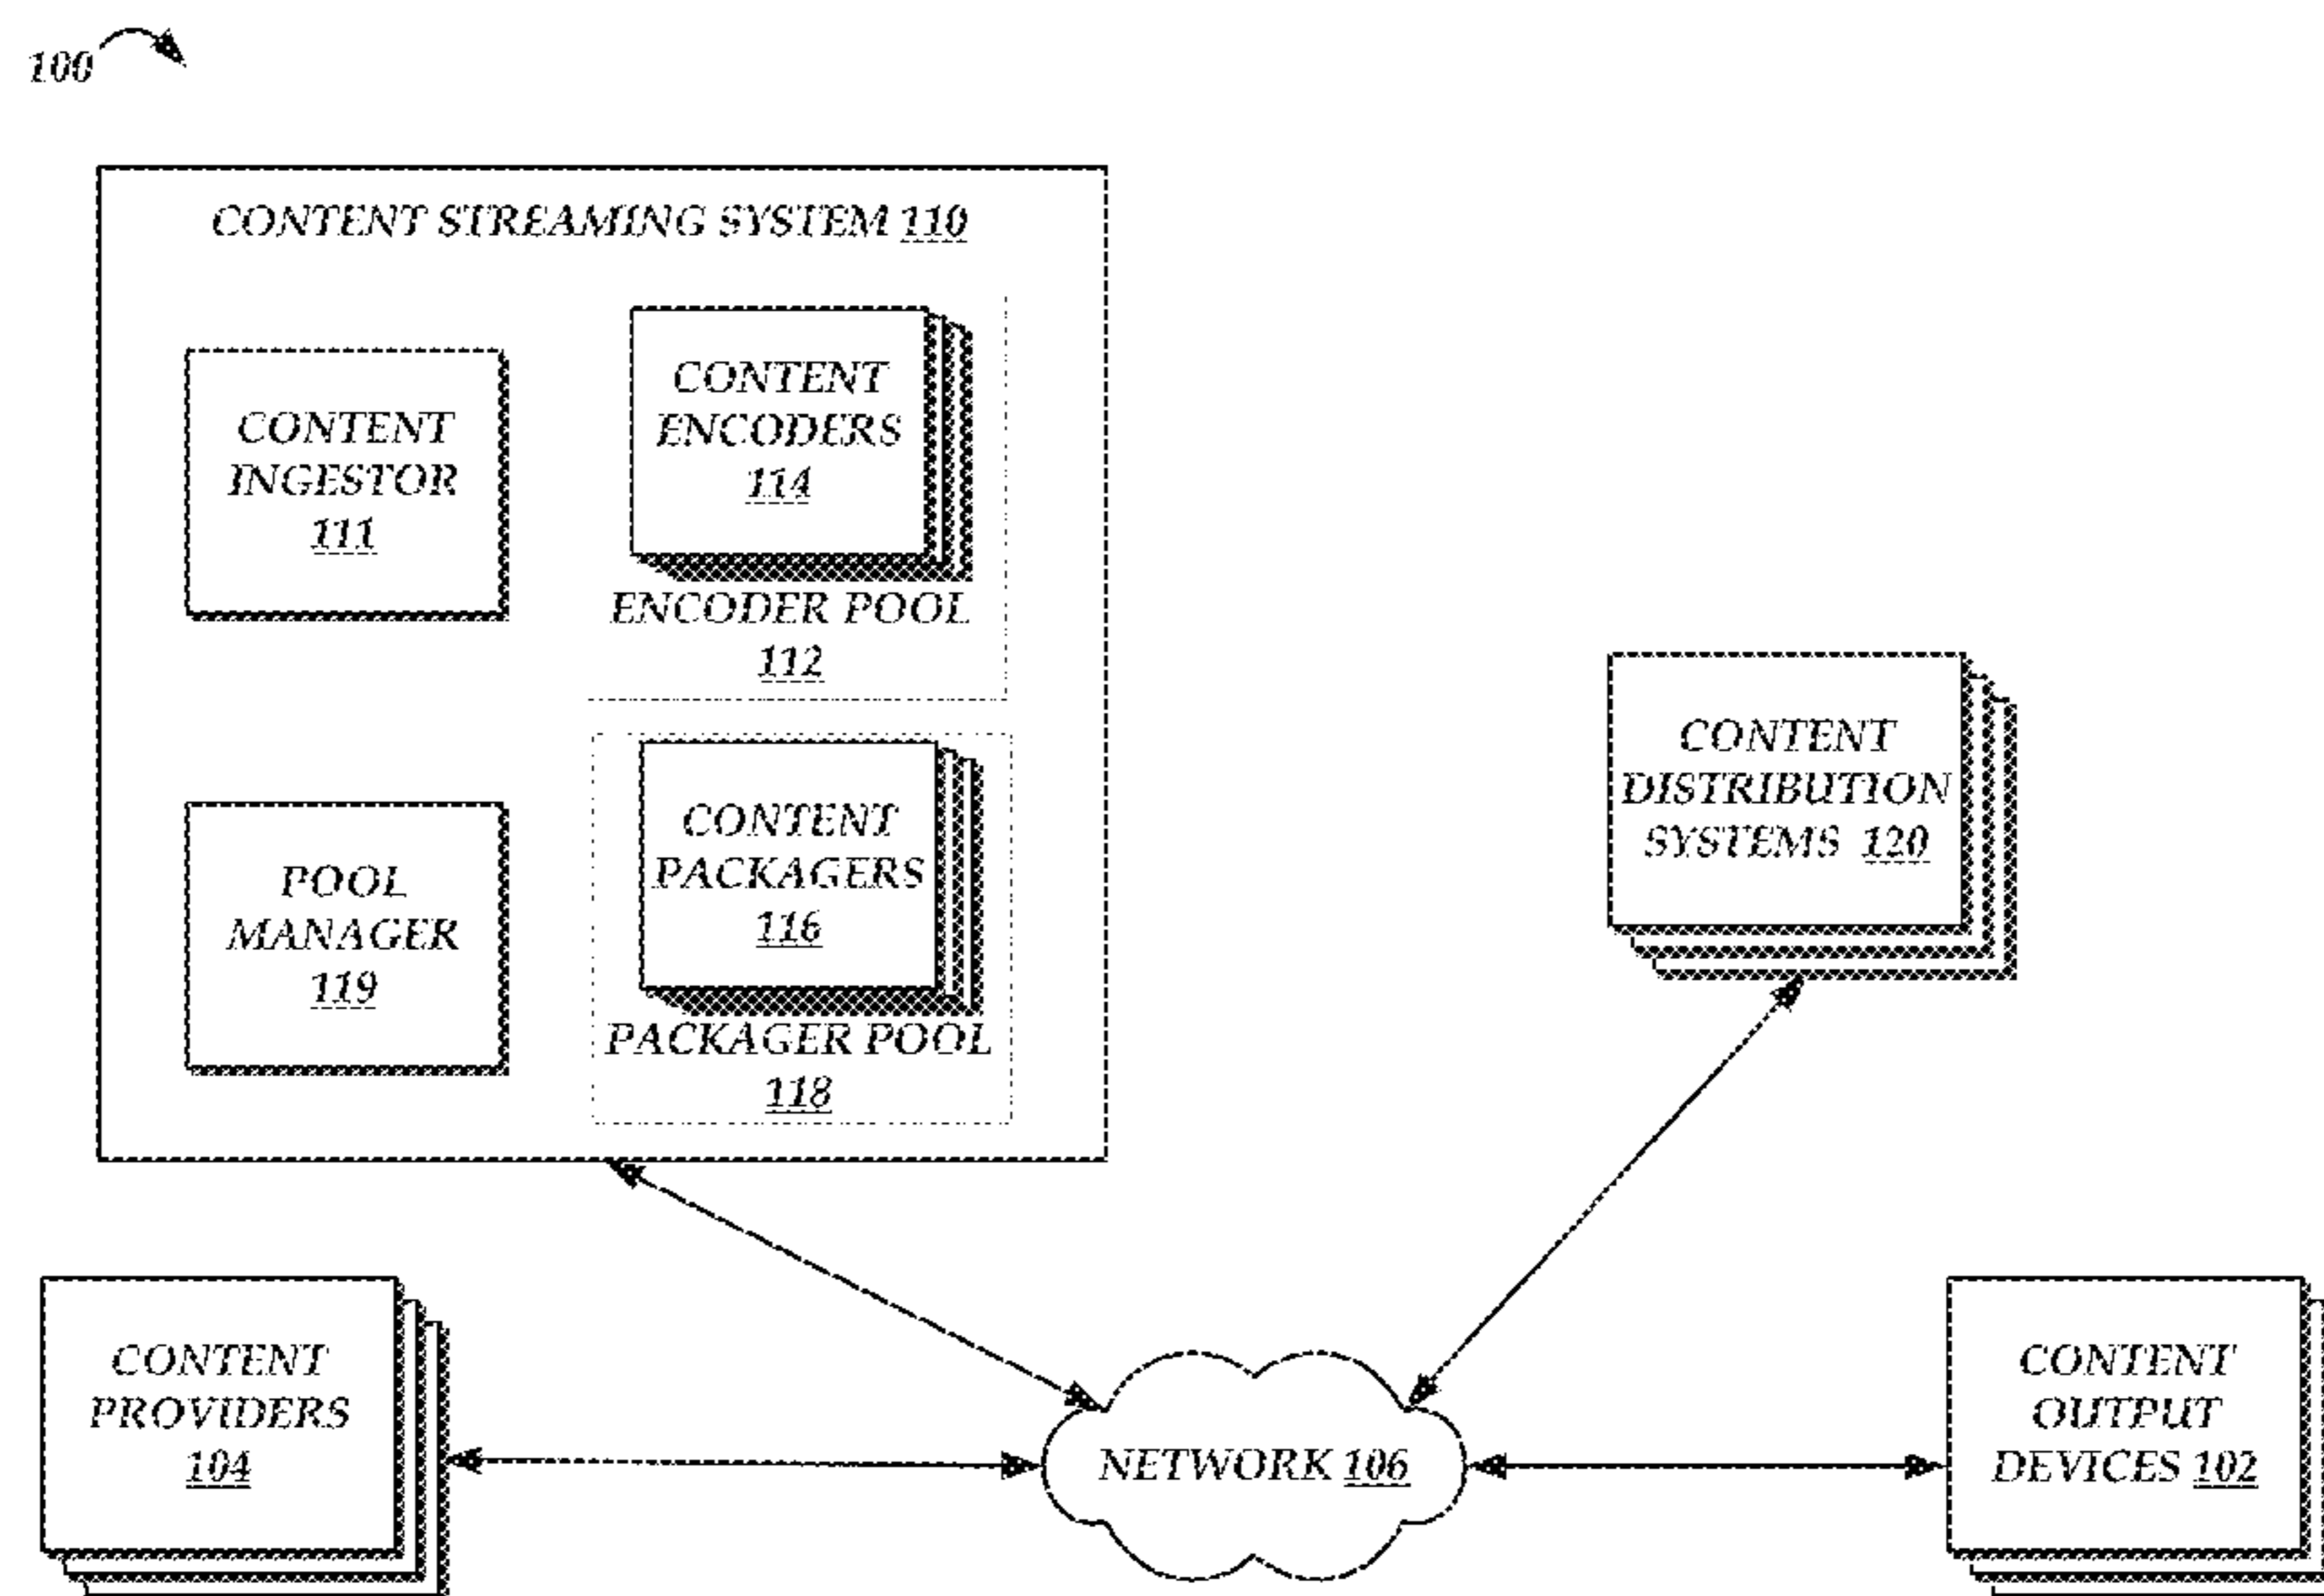 100
CONTENT STREAMING SYSTEM 110
CONTENT
INGESTOR
111
CONTENT
ENCODERS
114
ENCODER POOL
112
POOL
MANAGER
119
CONTENT
PACKAGERS
116
PACKAGER POOL
118
CONTENT
DISTRIBUTION
SYSTEMS 120
CONTENT
PROVIDERS
104
NETWORK 106
CONTENT
OUTPUT
DEVICES 102